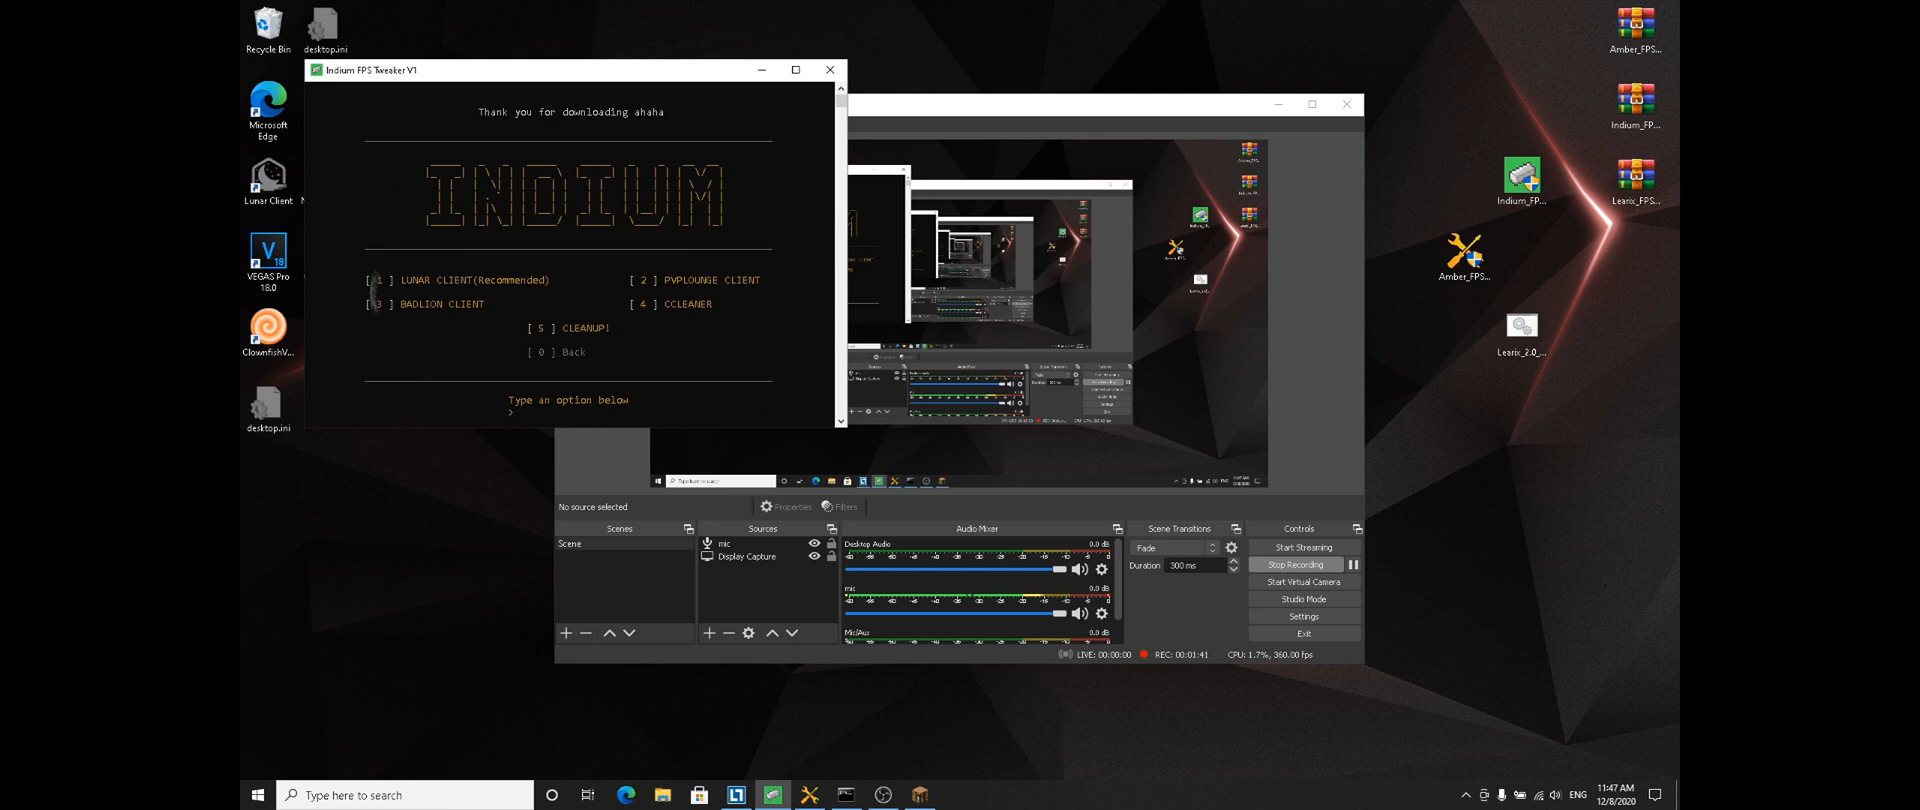 Recycle Bin
desktop.ini
Microsoft
Edge
Lunar Client
VEGAS Pro
18.0
ClownfishV...
desktop.ini
Indium FPS Tweaker V1
Thank you for downloading ahaha
INDIUM
[ 1 ] LUNAR CLIENT(Recommended)
[ 2 ] PVPLOUNGE CLIENT
[ 3 ] BADLION CLIENT
[ 4 ] CCLEANER
[ 5 ] CLEANUP!
[ 0 ] Back
Type an option below
>
Amber_FPS...
Indium_FP...
Learix_FPS...
Indium_FP...
Amber_FPS...
Learix_2.0_...
No source selected
Properties
Filters
Scenes
Sources
Audio Mixer
Scene Transitions
Controls
Scene
mic
Display Capture
Desktop Audio
0.0 dB
mic
0.0 dB
Mic/Aux
0.0 dB
Fade
Duration 300 ms
Start Streaming
Stop Recording
Start Virtual Camera
Studio Mode
Settings
Exit
LIVE: 00:00:00
REC: 00:01:41
CPU: 1.7%, 360.00 fps
Type here to search
ENG
11:47 AM
12/8/2020